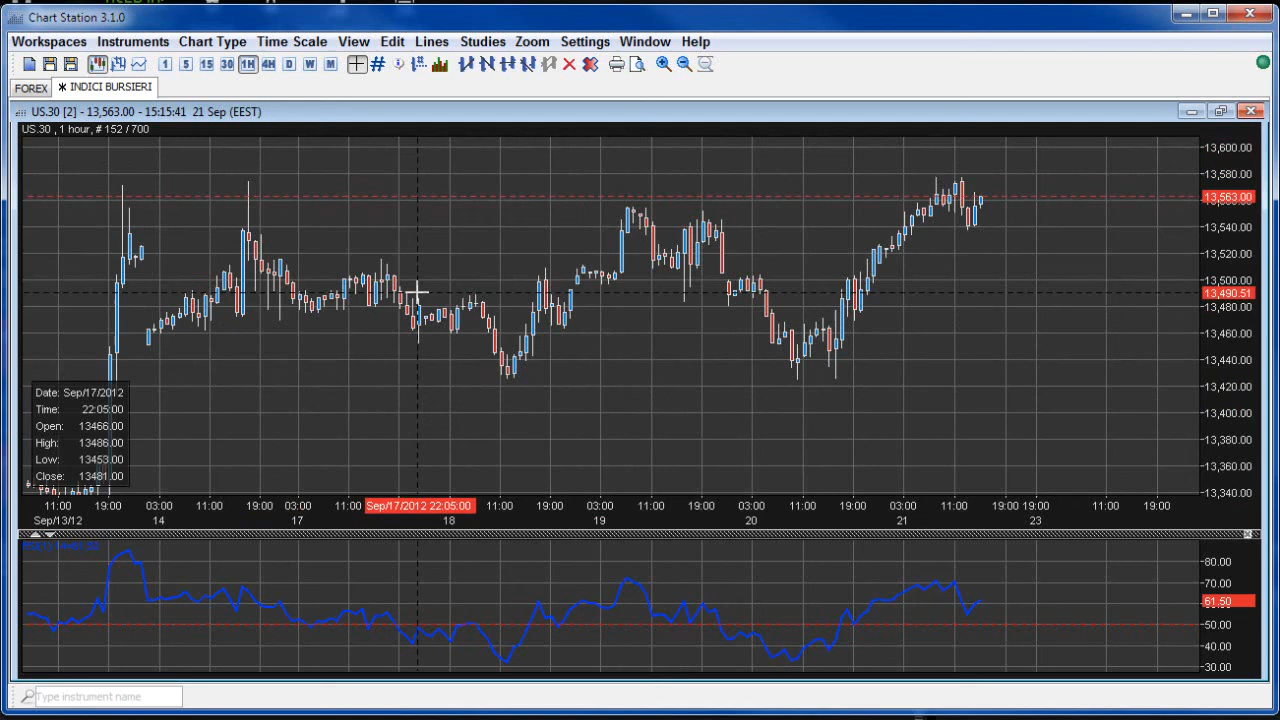 Chart Station 3.1.0
Workspaces Instruments Chart Type Time Scale View Edit Lines Studies Zoom Settings Window Help
1 5 15 30 1H 4H D W M
FOREX * INDICI BURSIERI
US.30 [2] - 13,563.00 - 15:15:41 21 Sep (EEST)
US.30 , 1 hour, # 152 / 700
13,600.00
13,580.00
13,563.00
13,540.00
13,520.00
13,500.00
13,490.51
13,480.00
13,460.00
13,440.00
13,420.00
13,400.00
13,380.00
13,360.00
13,340.00
Date: Sep/17/2012
Time: 22:05:00
Open: 13466.00
High: 13486.00
Low: 13453.00
Close: 13481.00
11:00 19:00 03:00 11:00 19:00 03:00 11:00 Sep/17/2012 22:05:00 11:00 19:00 03:00 11:00 19:00 03:00 11:00 19:00 03:00 11:00 19:00 19:00 11:00 19:00
Sep/13/12 14 17 18 19 20 21 23
80.00
70.00
61.50
50.00
40.00
30.00
Type instrument name